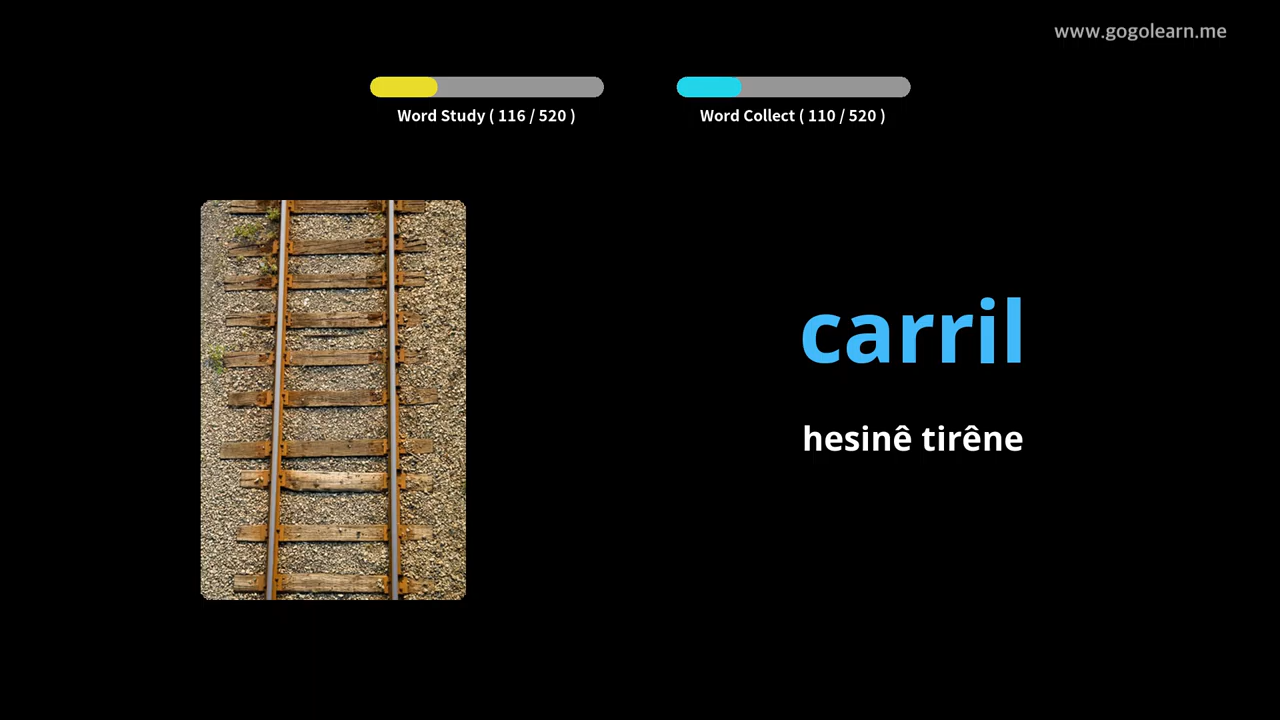 www.gogolearn.me
Word Study ( 116 / 520 )
Word Collect ( 110 / 520 )
carril
hesinê tirêne